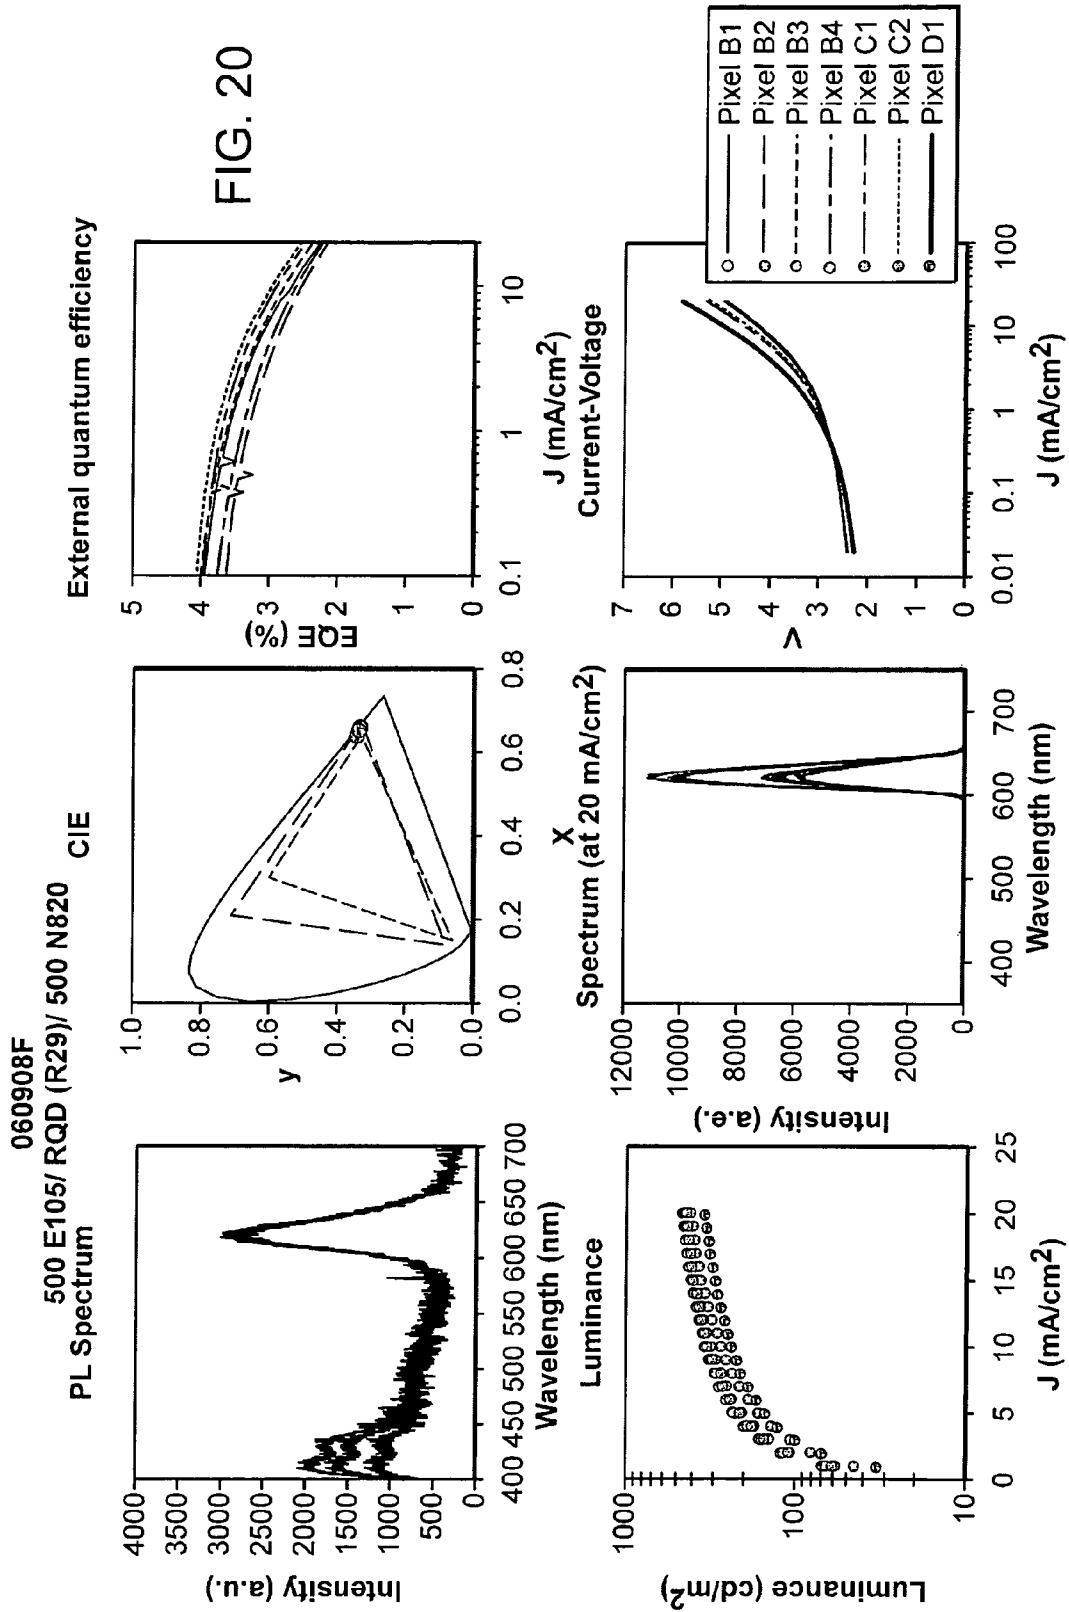 060908F
500 E105/ RQD (R29)/ 500 N820
PL Spectrum
4000
3500
3000
2500
2000
1500
1000
500
0
Intensity (a.u.)
400 450 500 550 600 650 700
Wavelength (nm)
CIE
1.0
0.8
0.6
0.4
0.2
0
y
0.0 0.2 0.4 0.6 0.8
X
External quantum efficiency
5
4
3
2
1
0
EQE (%)
0.1 1 10
J (mA/cm2)
FIG. 20
Luminance
1000
100
10
Luminance (cd/m2)
0 5 10 15 20 25
J (mA/cm2)
Spectrum (at 20 mA/cm2)
12000
10000
8000
6000
4000
2000
0
Intensity (a.e.)
400 500 600 700
Wavelength (nm)
Current-Voltage
7
6
5
4
3
2
1
0
V
0.01 0.1 1 10 100
J (mA/cm2)
Pixel B1
Pixel B2
Pixel B3
Pixel B4
Pixel C1
Pixel C2
Pixel D1